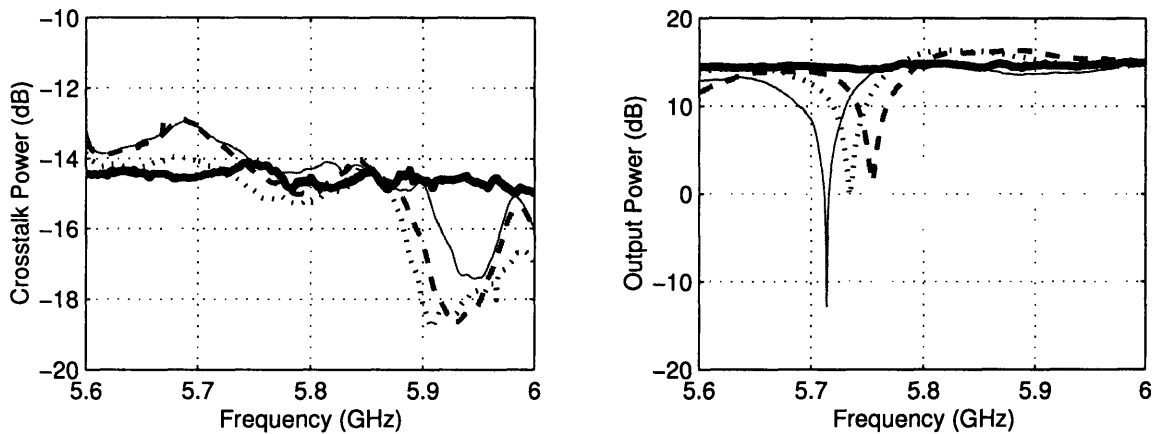 −10
−12
−14
−16
−18
−20
Crosstalk Power (dB)
5.6 5.7 5.8 5.9 6
Frequency (GHz)
20
10
0
−10
−20
Output Power (dB)
5.6 5.7 5.8 5.9 6
Frequency (GHz)